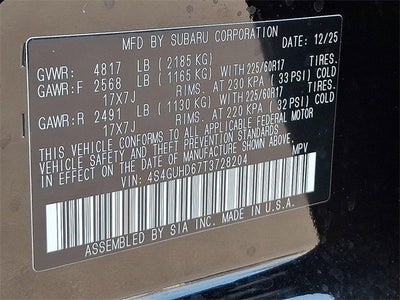 MFD BY SUBARU CORPORATION DATE: 12/25
GVWR: 4817 LB ( 2185 KG)
GAWR:F 2568 LB ( 1165 KG) WITH 225/60R17 TIRES.
17X7J RIMS. AT 230 KPA ( 33 PSI) COLD
GAWR:R 2491 LB ( 1130 KG) WITH 225/60R17 TIRES.
17X7J RIMS. AT 220 KPA ( 32 PSI) COLD
THIS VEHICLE CONFORMS TO ALL APPLICABLE FEDERAL MOTOR
VEHICLE SAFETY AND THEFT PREVENTION STANDARDS
IN EFFECT ON THE DATE OF MANUFACTURE SHOWN ABOVE.
VIN: 4S4GUHD67T3728204 MPV
ASSEMBLED BY SIA INC. MADE IN U.S.A.